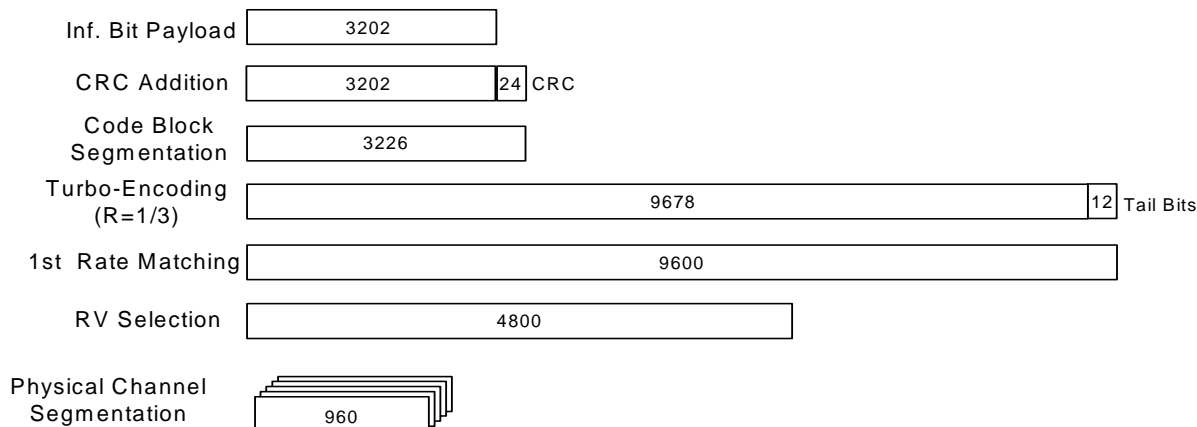 Inf. Bit Payload 3202
CRC Addition 3202 24 CRC
Code Block
Segmentation 3226
Turbo-Encoding
(R=1/3) 9678 12 Tail Bits
1st Rate Matching 9600
RV Selection 4800
Physical Channel
Segmentation 960